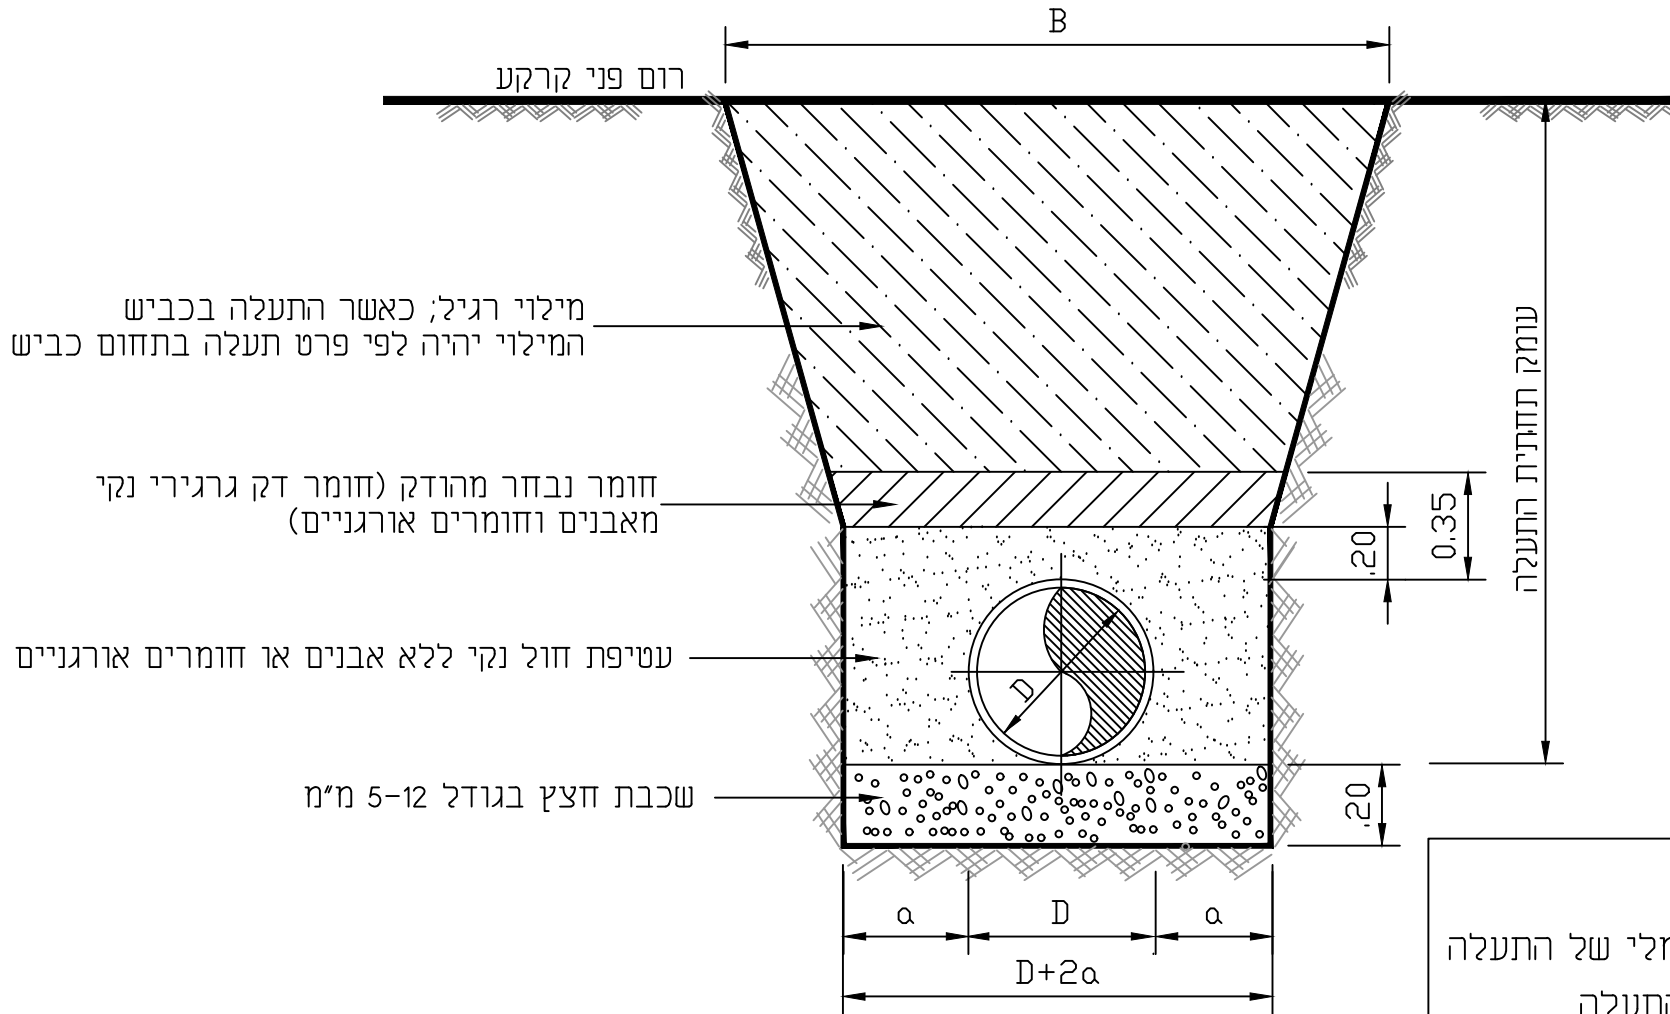 B
רום פני קרקע
מילוי רגיל; כאשר התעלה בכביש
המילוי יהיה לפי פרט תעלה בתחום כביש
עומק תחתית התעלה
חומר נבחר מהודק (חומר דק גרגירי נקי
מאבנים וחומרים אורגניים)
0.35
.20
עטיפת חול נקי ללא אבנים או חומרים אורגניים
D
שכבת חצץ בגודל 5-12 מ"מ
.20
a
D
a
D+2a
של התעלה